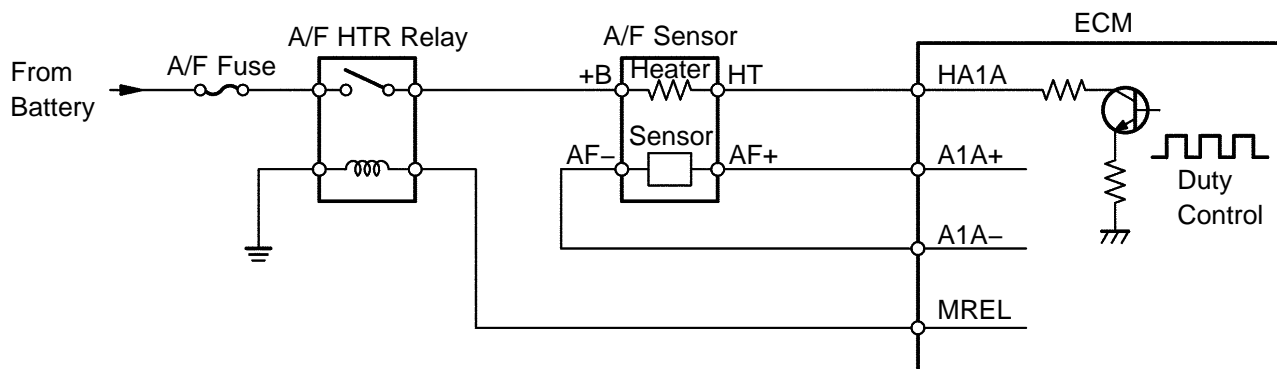 ECM
A/F HTR Relay
A/F Sensor
From
Battery
A/F Fuse
+B
Heater
HT
HA1A
Sensor
AF−
AF+
A1A+
Duty
Control
A1A−
MREL